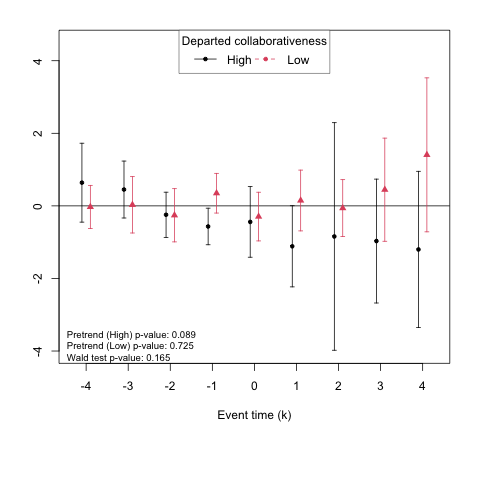 Departed collaborativeness
High Low
4
2
0
-2
-4
Pretrend (High) p-value: 0.089
Pretrend (Low) p-value: 0.725
Wald test p-value: 0.165
-4 -3 -2 -1 0 1 2 3 4
Event time (k)